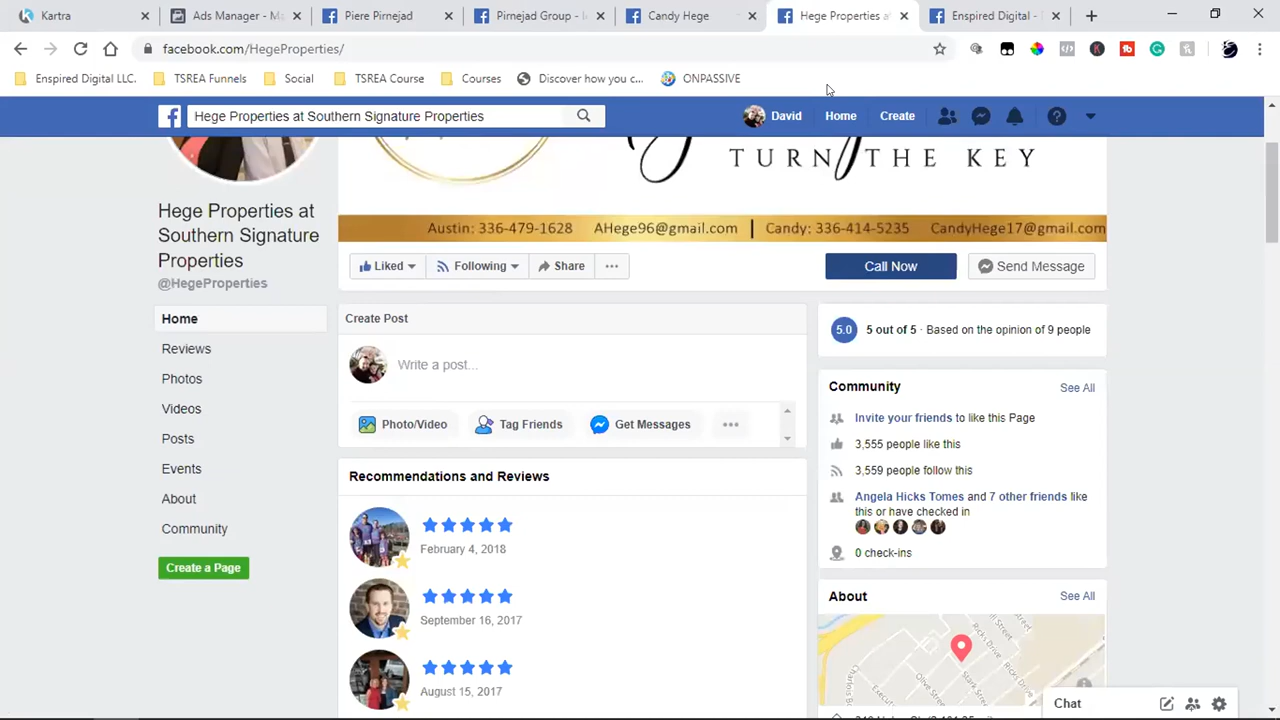 Kartra
Ads Manager - Ma
Piere Pirnejad
Pirnejad Group -
Candy Hege
Hege Properties at
Enspired Digital -
facebook.com/HegeProperties/
Enspired Digital LLC.
TSREA Funnels
Social
TSREA Course
Courses
Discover how you c...
ONPASSIVE
Hege Properties at Southern Signature Properties
David
Home
Create
TURN THE KEY
Austin: 336-479-1628 AHege96@gmail.com | Candy: 336-414-5235 CandyHege17@gmail.com
Hege Properties at
Southern Signature
Properties
@HegeProperties
Liked
Following
Share
...
Call Now
Send Message
Home
Reviews
Photos
Videos
Posts
Events
About
Community
Create a Page
Create Post
Write a post...
Photo/Video
Tag Friends
Get Messages
...
Recommendations and Reviews
February 4, 2018
September 16, 2017
August 15, 2017
5.0
5 out of 5 · Based on the opinion of 9 people
Community
See All
Invite your friends to like this Page
3,555 people like this
3,559 people follow this
Angela Hicks Tomes and 7 other friends like
this or have checked in
0 check-ins
About
See All
Ricks Drive
Stark Street
Chat